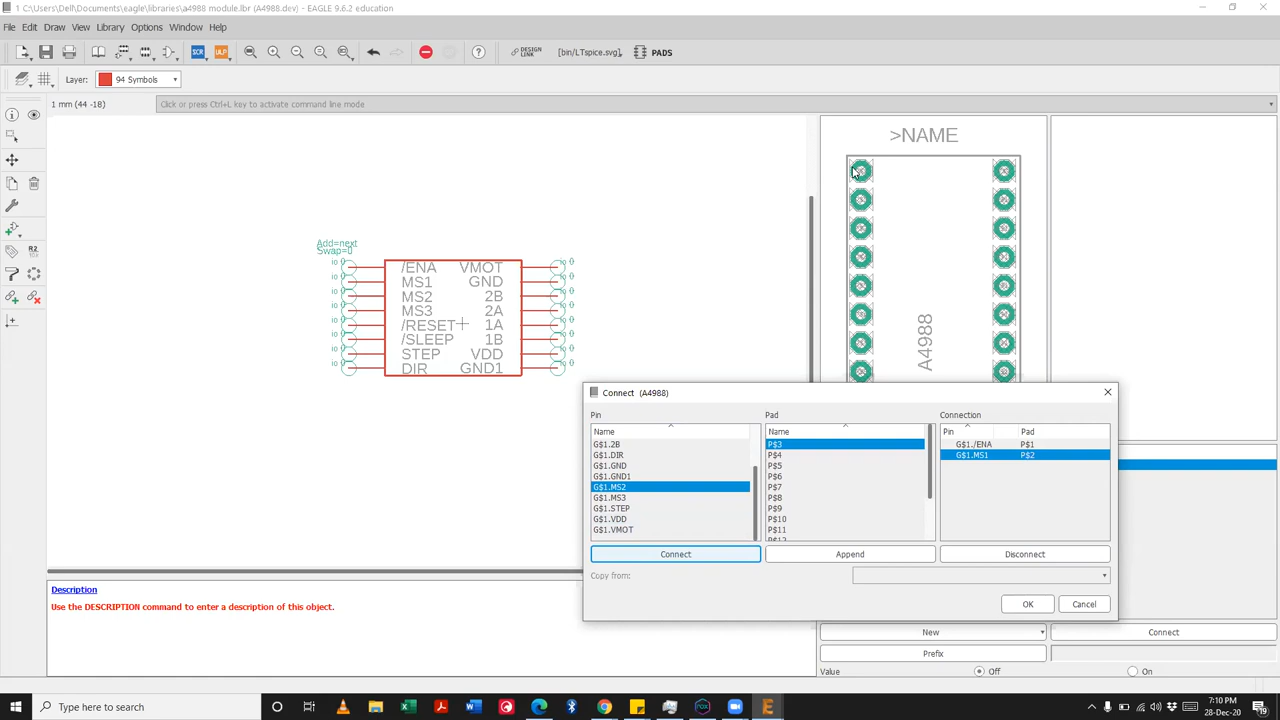 1 C:\Users\Dell\Documents\eagle\libraries\a4988 module.lbr (A4988.dev) - EAGLE 9.6.2 education
File Edit Draw View Library Options Window Help
SCR ULP DESIGN LINK [bin/LTspice.svg]. PADS
Layer: 94 Symbols
1 mm (44 -18) Click or press Ctrl+L key to activate command line mode
R2
Add=next
Swap=0
/ENA VMOT
MS1 GND
MS2 2B
MS3 2A
/RESET 1A
/SLEEP 1B
STEP VDD
DIR GND1
>NAME
A4988
Connect (A4988)
Pin Pad Connection
Name Name Pin Pad
G$1.2B P$3 G$1./ENA P$1
G$1.DIR P$4 G$1.MS1 P$2
G$1.GND P$5
G$1.GND1 P$6
G$1.MS2 P$7
G$1.MS3 P$8
G$1.STEP P$9
G$1.VDD P$10
G$1.VMOT P$11
P$12
Connect Append Disconnect
Copy from:
OK Cancel
Description
Use the DESCRIPTION command to enter a description of this object.
New Connect
Prefix
Value Off On
Type here to search
7:10 PM
28-Dec-20